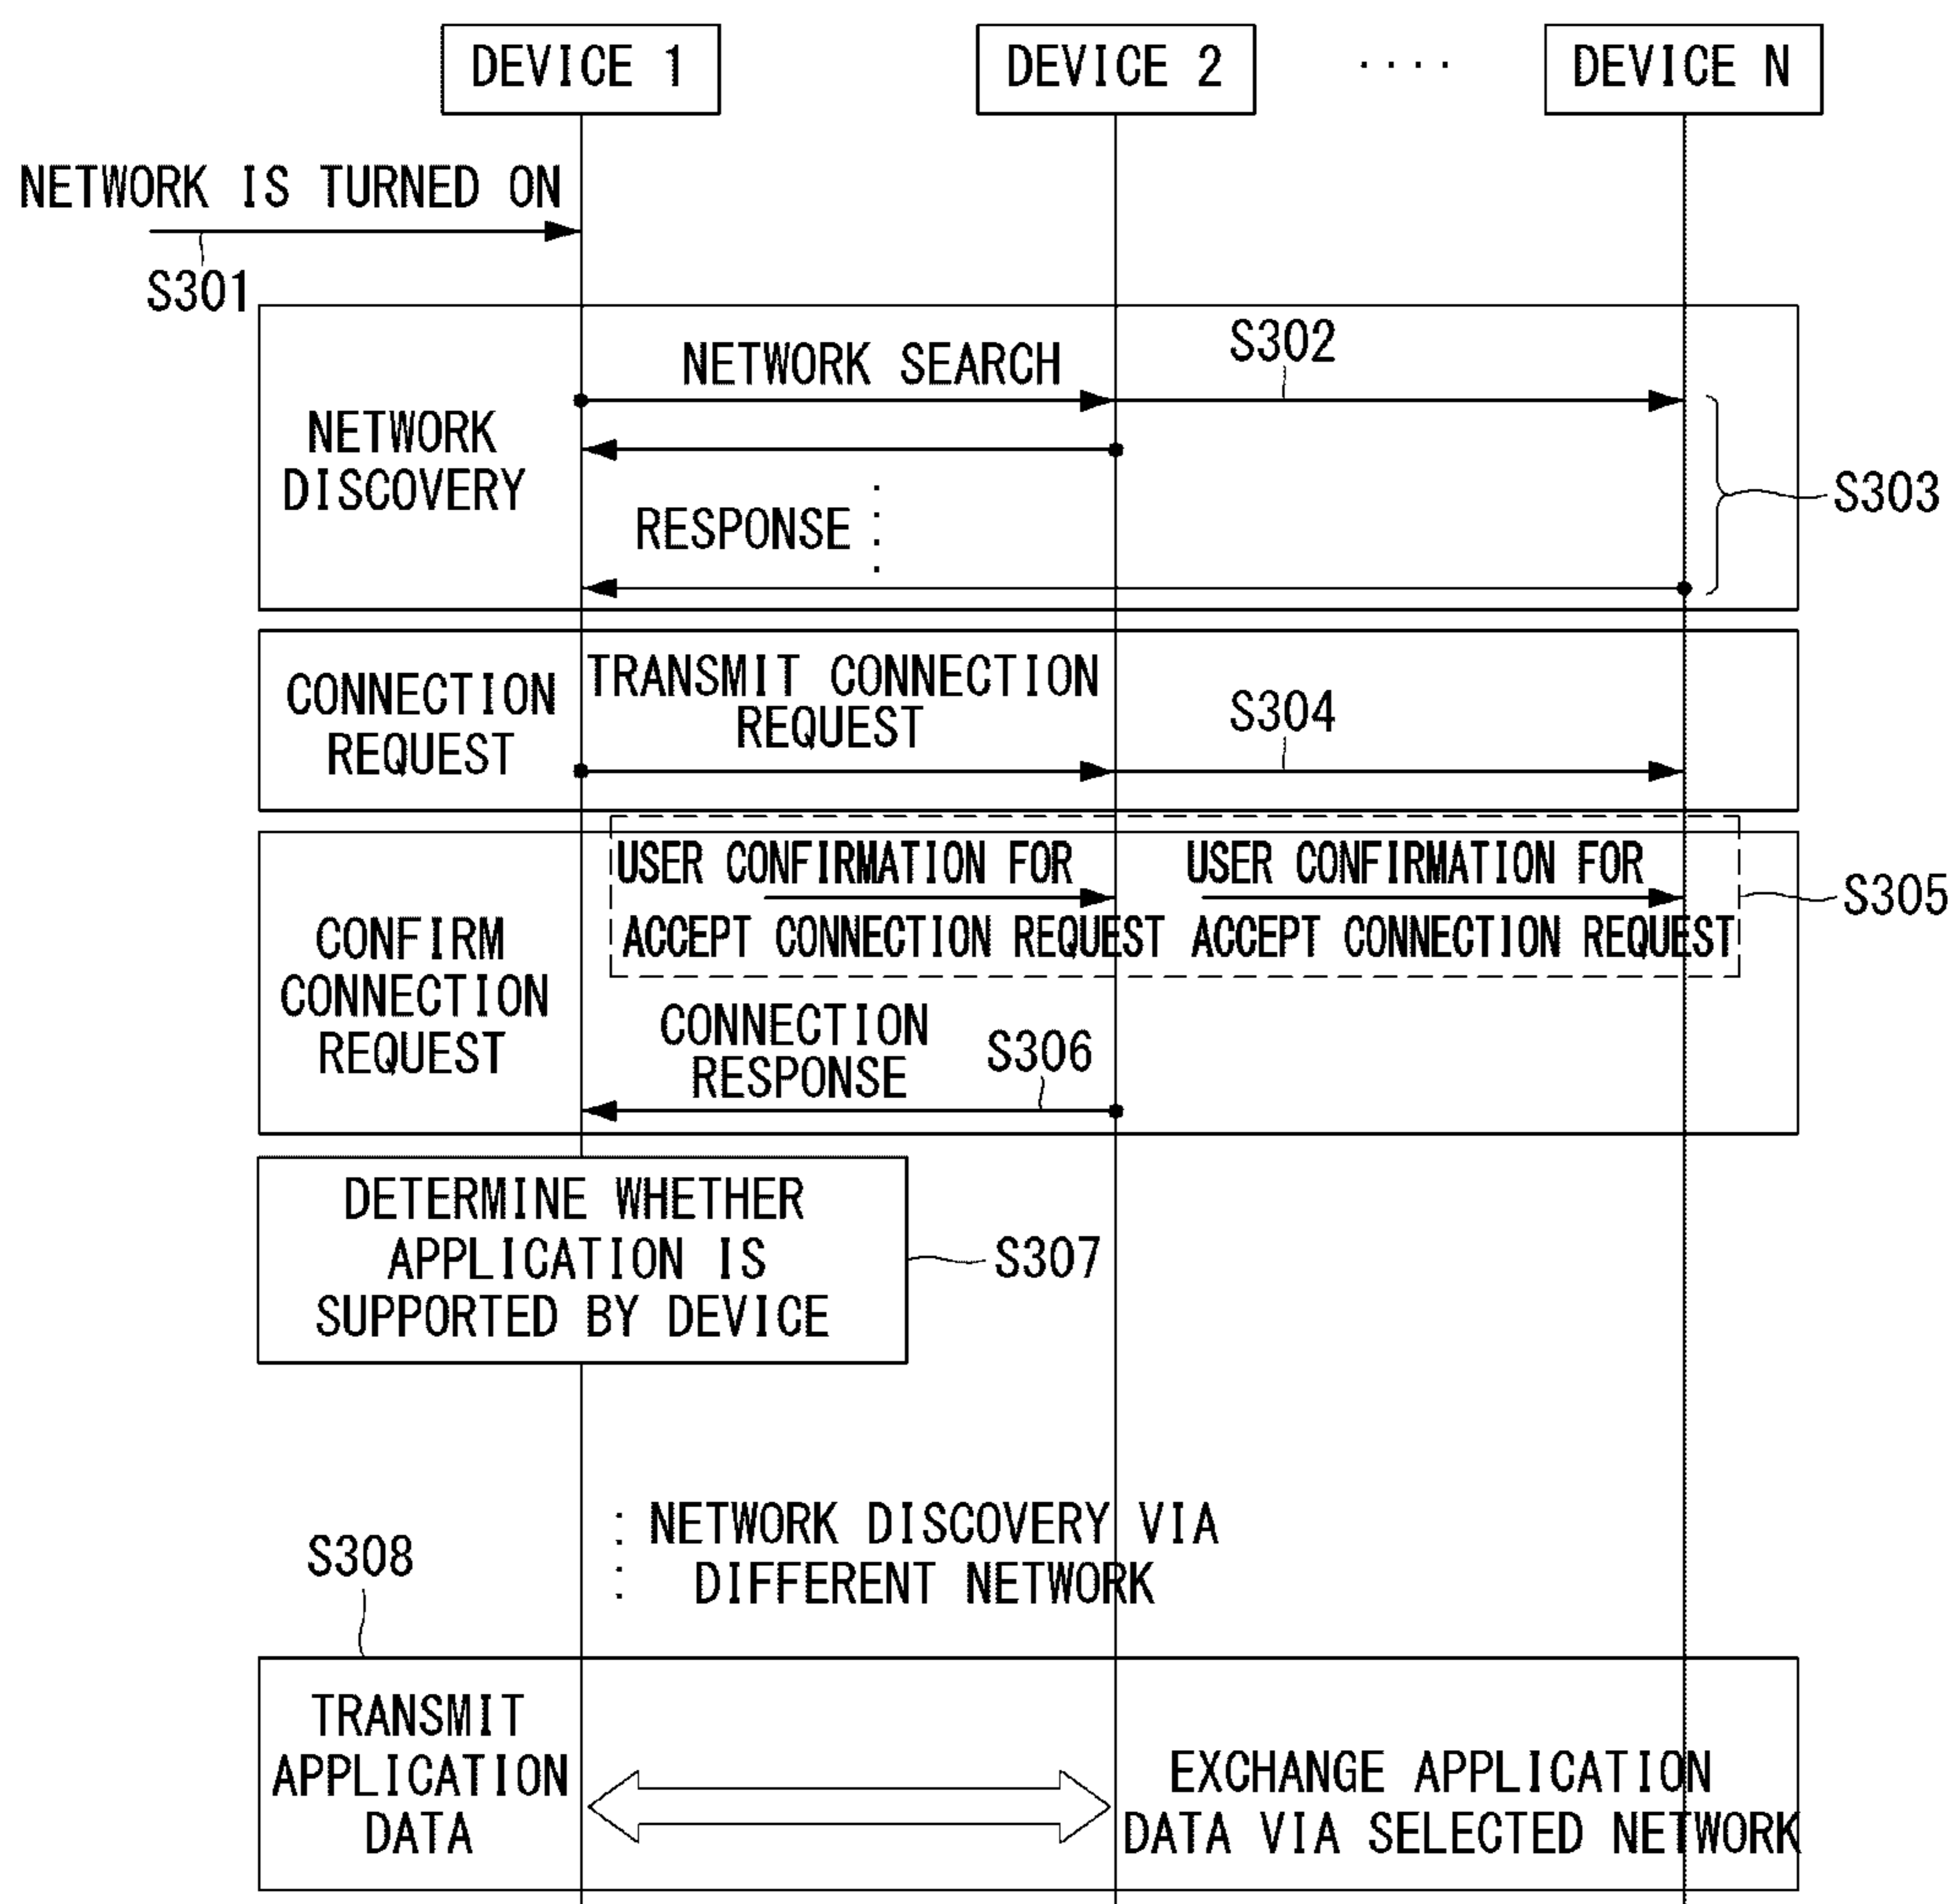 DEVICE 1
DEVICE 2
....
DEVICE N
NETWORK IS TURNED ON
S301
NETWORK SEARCH
S302
NETWORK
DISCOVERY
RESPONSE
S303
CONNECTION
REQUEST
TRANSMIT CONNECTION
REQUEST
S304
USER CONFIRMATION FOR
ACCEPT CONNECTION REQUEST
USER CONFIRMATION FOR
ACCEPT CONNECTION REQUEST
S305
CONFIRM
CONNECTION
REQUEST
CONNECTION
RESPONSE
S306
DETERMINE WHETHER
APPLICATION IS
SUPPORTED BY DEVICE
S307
NETWORK DISCOVERY VIA
DIFFERENT NETWORK
S308
TRANSMIT
APPLICATION
DATA
EXCHANGE APPLICATION
DATA VIA SELECTED NETWORK